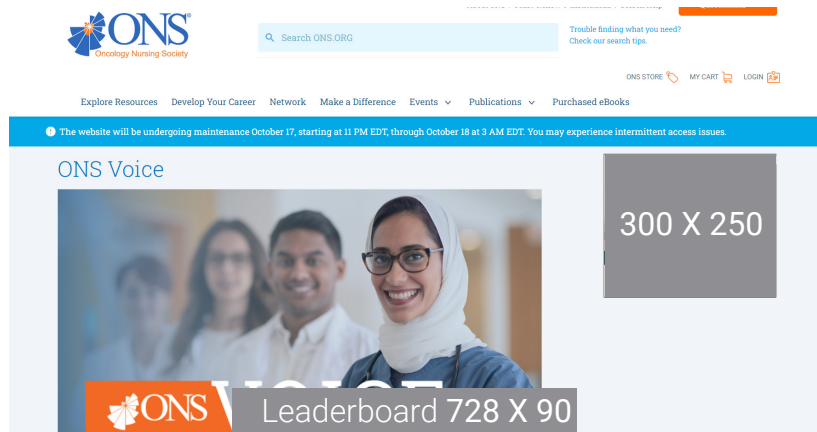 ONS®
Oncology Nursing Society
Search ONS.ORG
Trouble finding what you need?
Check our search tips.
ONS STORE
MY CART
LOGIN
Explore Resources Develop Your Career Network Make a Difference Events Publications Purchased eBooks
The website will be undergoing maintenance October 17, starting at 11 PM EDT, through October 18 at 3 AM EDT. You may experience intermittent access issues.
ONS Voice
300 X 250
ONS
VOICE
Leaderboard 728 X 90